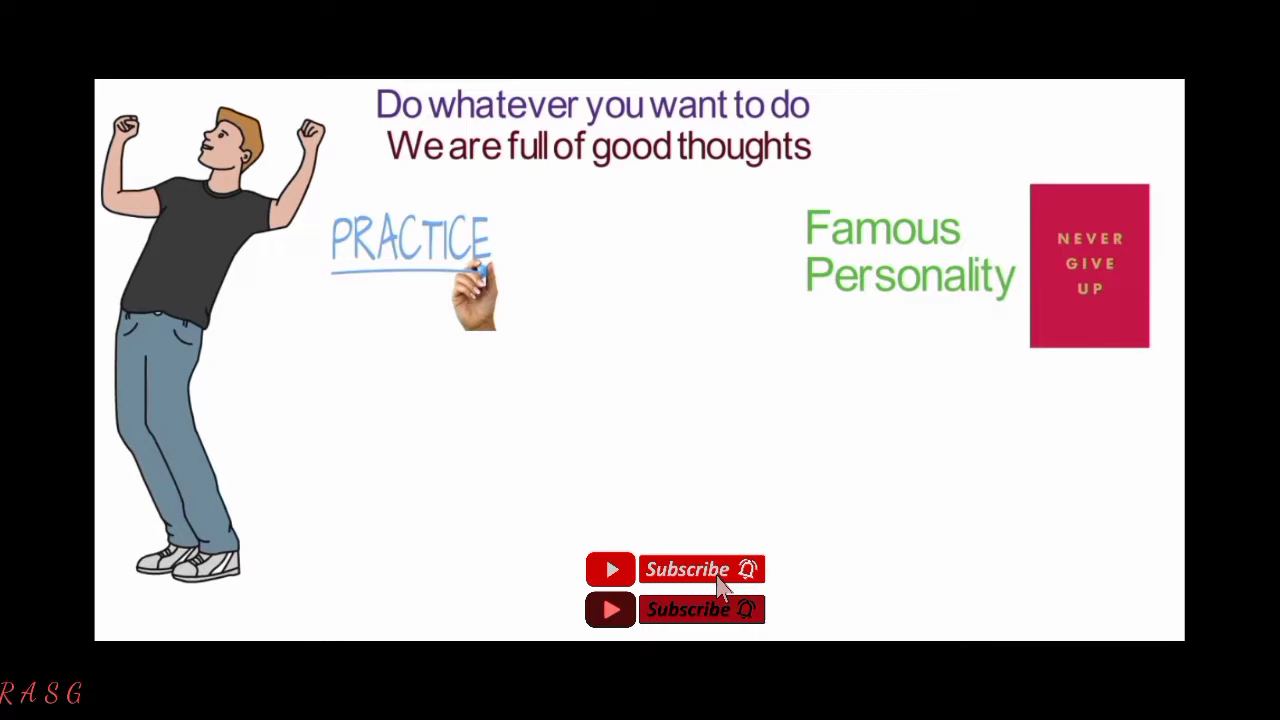 Do whatever you want to do
We are full of good thoughts
PRACTICE
Famous
Personality
NEVER
GIVE
UP
Subscribe
Subscribe
RASG